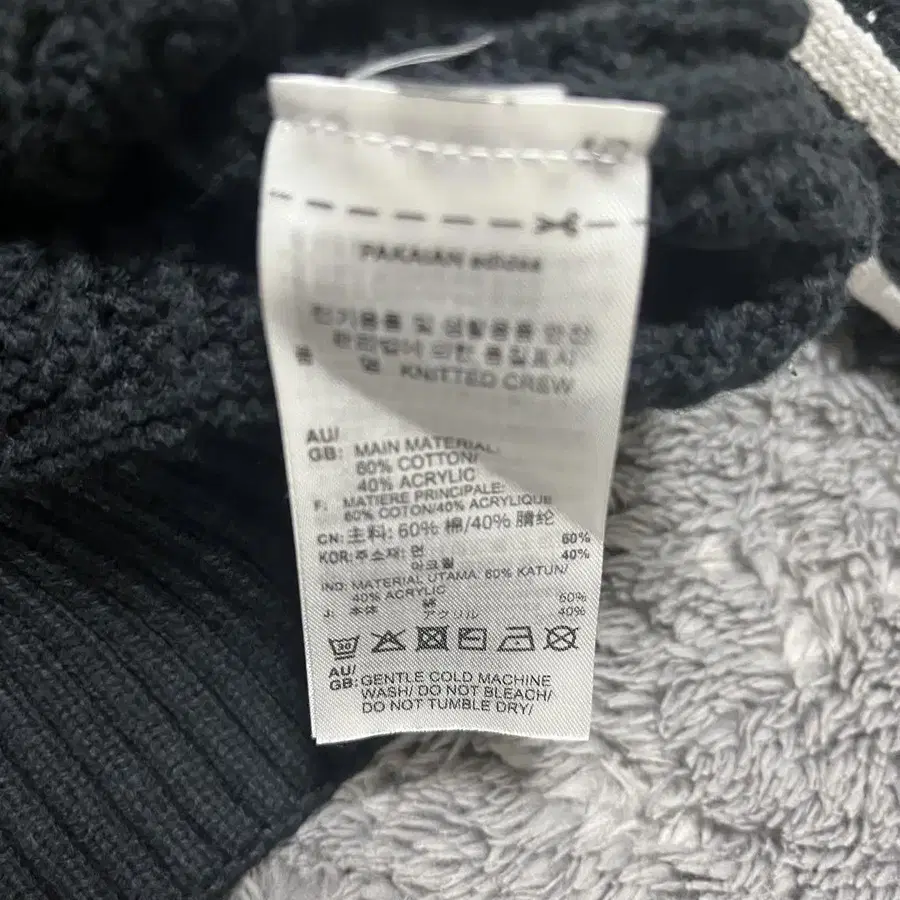 PAKAIAN adidas
전기용품 및 생활용품 안전
관리법에 의한 품질표시
KNITTED CREW
AU/
GB: MAIN MATERIAL:
60% COTTON/
40% ACRYLIC
F: MATIERE PRINCIPALE:
60% COTON/40% ACRYLIQUE
CN: 主料: 60% 棉/40% 腈纶
KOR: 주소재: 면 60%
아크릴 40%
IND: MATERIAL UTAMA: 60% KATUN/
40% ACRYLIC
J: 本体 綿 60%
アクリル 40%
30
AU/
GB: GENTLE COLD MACHINE
WASH/ DO NOT BLEACH/
DO NOT TUMBLE DRY/